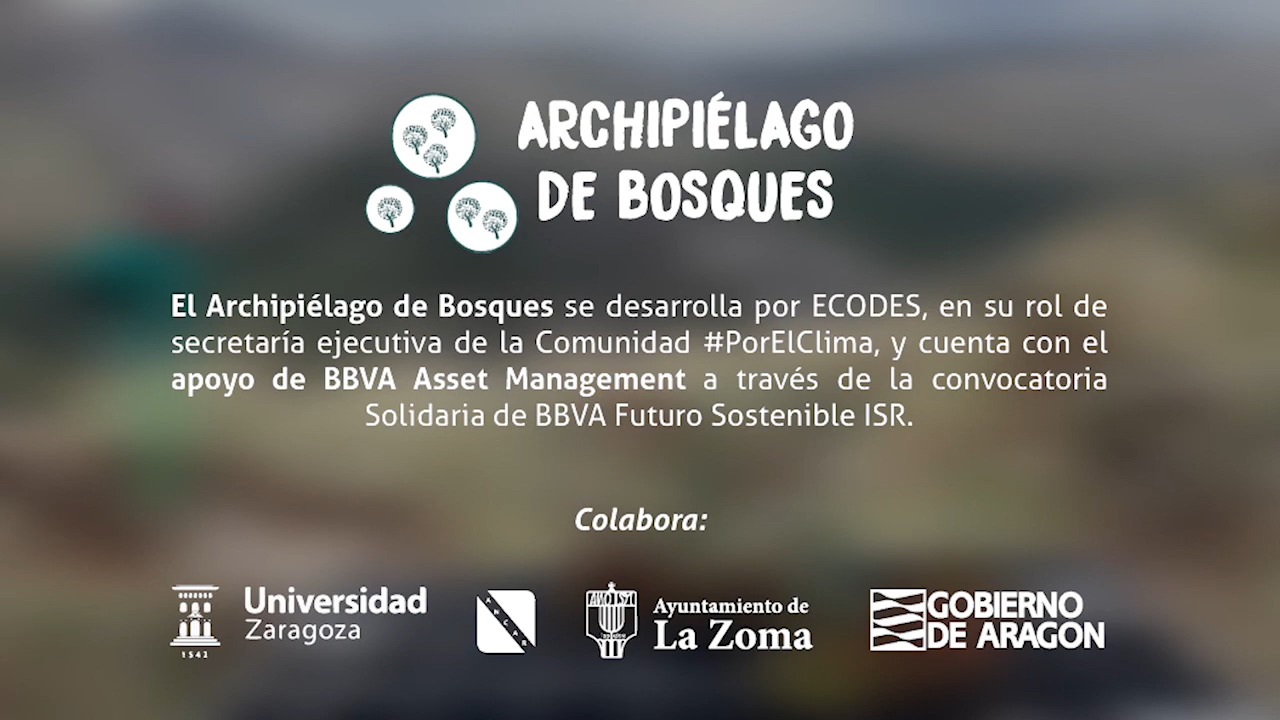 ARCHIPIÉLAGO
DE BOSQUES
El Archipiélago de Bosques se desarrolla por ECODES, en su rol de
secretaría ejecutiva de la Comunidad #PorElClima, y cuenta con el
apoyo de BBVA Asset Management a través de la convocatoria
Solidaria de BBVA Futuro Sostenible ISR.
Colabora:
Universidad
Zaragoza
1542
ANCAR
Ayuntamiento de
La Zoma
GOBIERNO
DE ARAGON